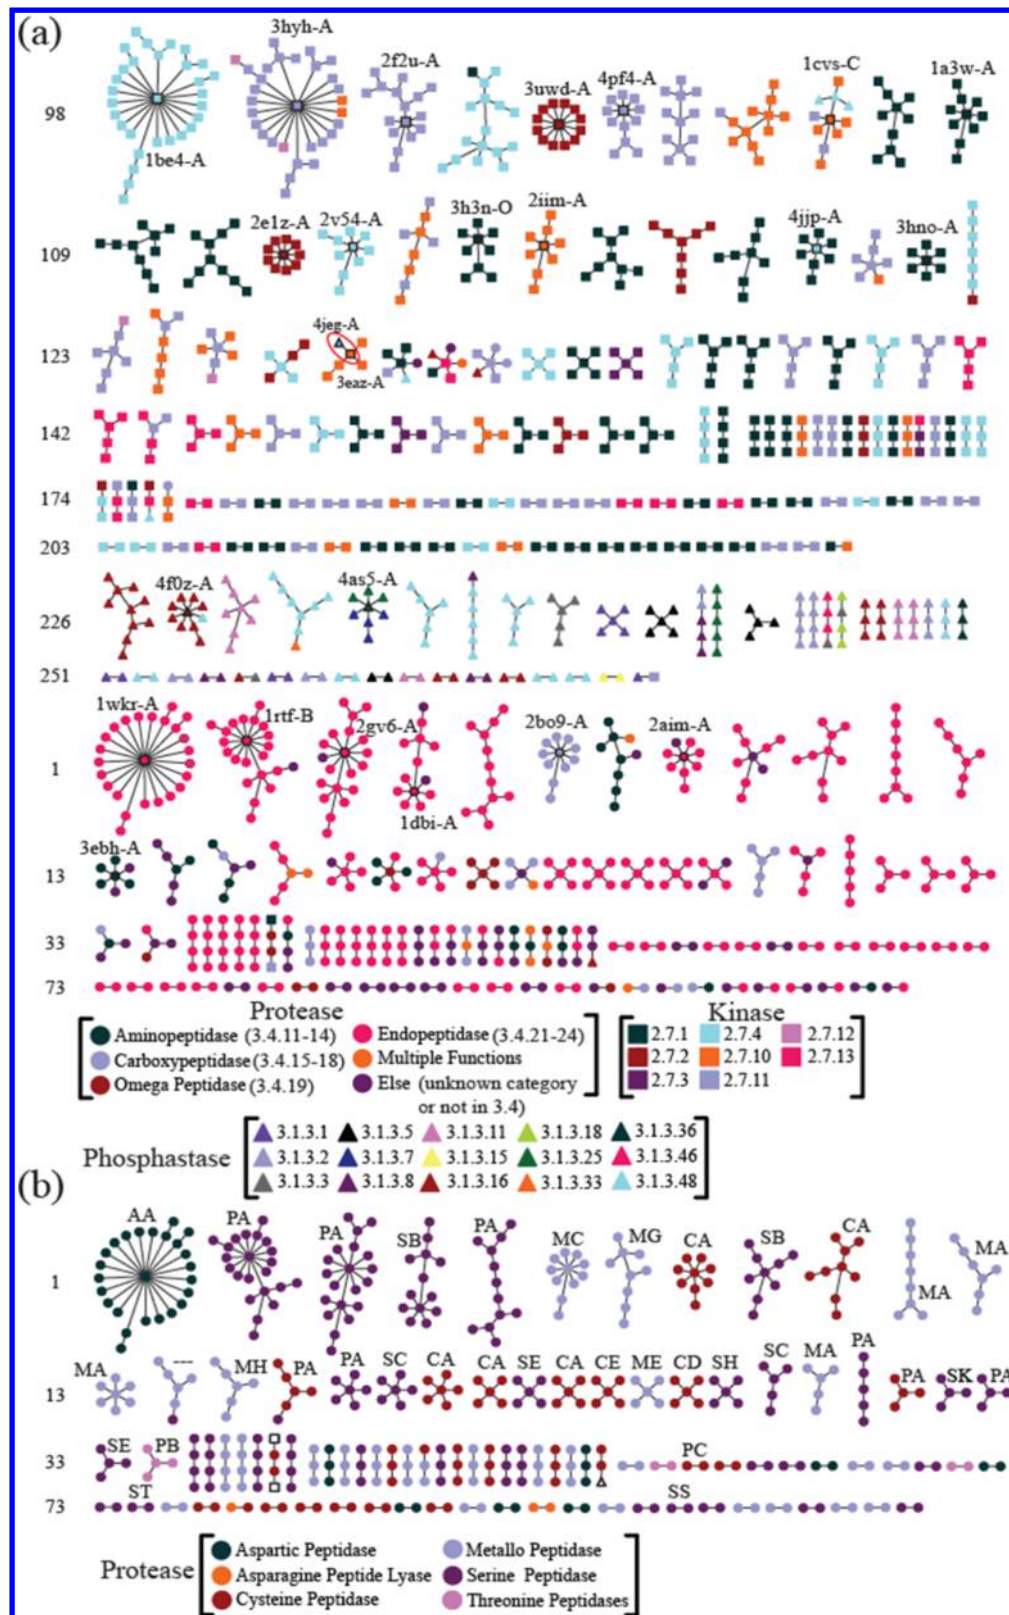 (a)
3hyh-A
2f2u-A
1cvs-C
3uwd-A
4pf4-A
1a3w-A
98
1be4-A
2e1z-A
2v54-A
3h3n-O
2iim-A
4jjp-A
3hno-A
109
4jeg-A
123
3eaz-A
142
174
203
4f0z-A
4as5-A
226
251
1wkr-A
1rtf-B
2gv6-A
2bo9-A
2aim-A
1
1dbi-A
3ebh-A
13
33
73
Protease
Aminopeptidase (3.4.11-14)
Endopeptidase (3.4.21-24)
Carboxypeptidase (3.4.15-18)
Multiple Functions
Omega Peptidase (3.4.19)
Else (unknown category
or not in 3.4)
Kinase
2.7.1 2.7.4 2.7.12
2.7.2 2.7.10 2.7.13
2.7.3 2.7.11
Phosphastase
3.1.3.1 3.1.3.5 3.1.3.11 3.1.3.18 3.1.3.36
3.1.3.2 3.1.3.7 3.1.3.15 3.1.3.25 3.1.3.46
3.1.3.3 3.1.3.8 3.1.3.16 3.1.3.33 3.1.3.48
(b)
AA PA PA SB PA MC MG CA SB CA
1
MA MA
MA --- MH PA PA SC CA CA SE CA CE ME CD SH SC MA PA PA SK PA
13
SE PB PC
33
ST SS
73
Protease
Aspartic Peptidase
Metallo Peptidase
Asparagine Peptide Lyase
Serine Peptidase
Cysteine Peptidase
Threonine Peptidases